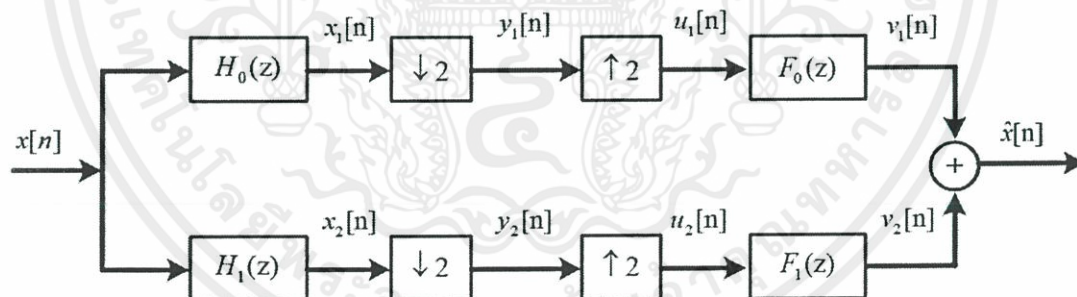 x₁[n] y₁[n] u₁[n] v₁[n]
H₀(z) ↓2 ↑2 F₀(z)
x[n] + x̂[n]
x₂[n] y₂[n] u₂[n] v₂[n]
H₁(z) ↓2 ↑2 F₁(z)